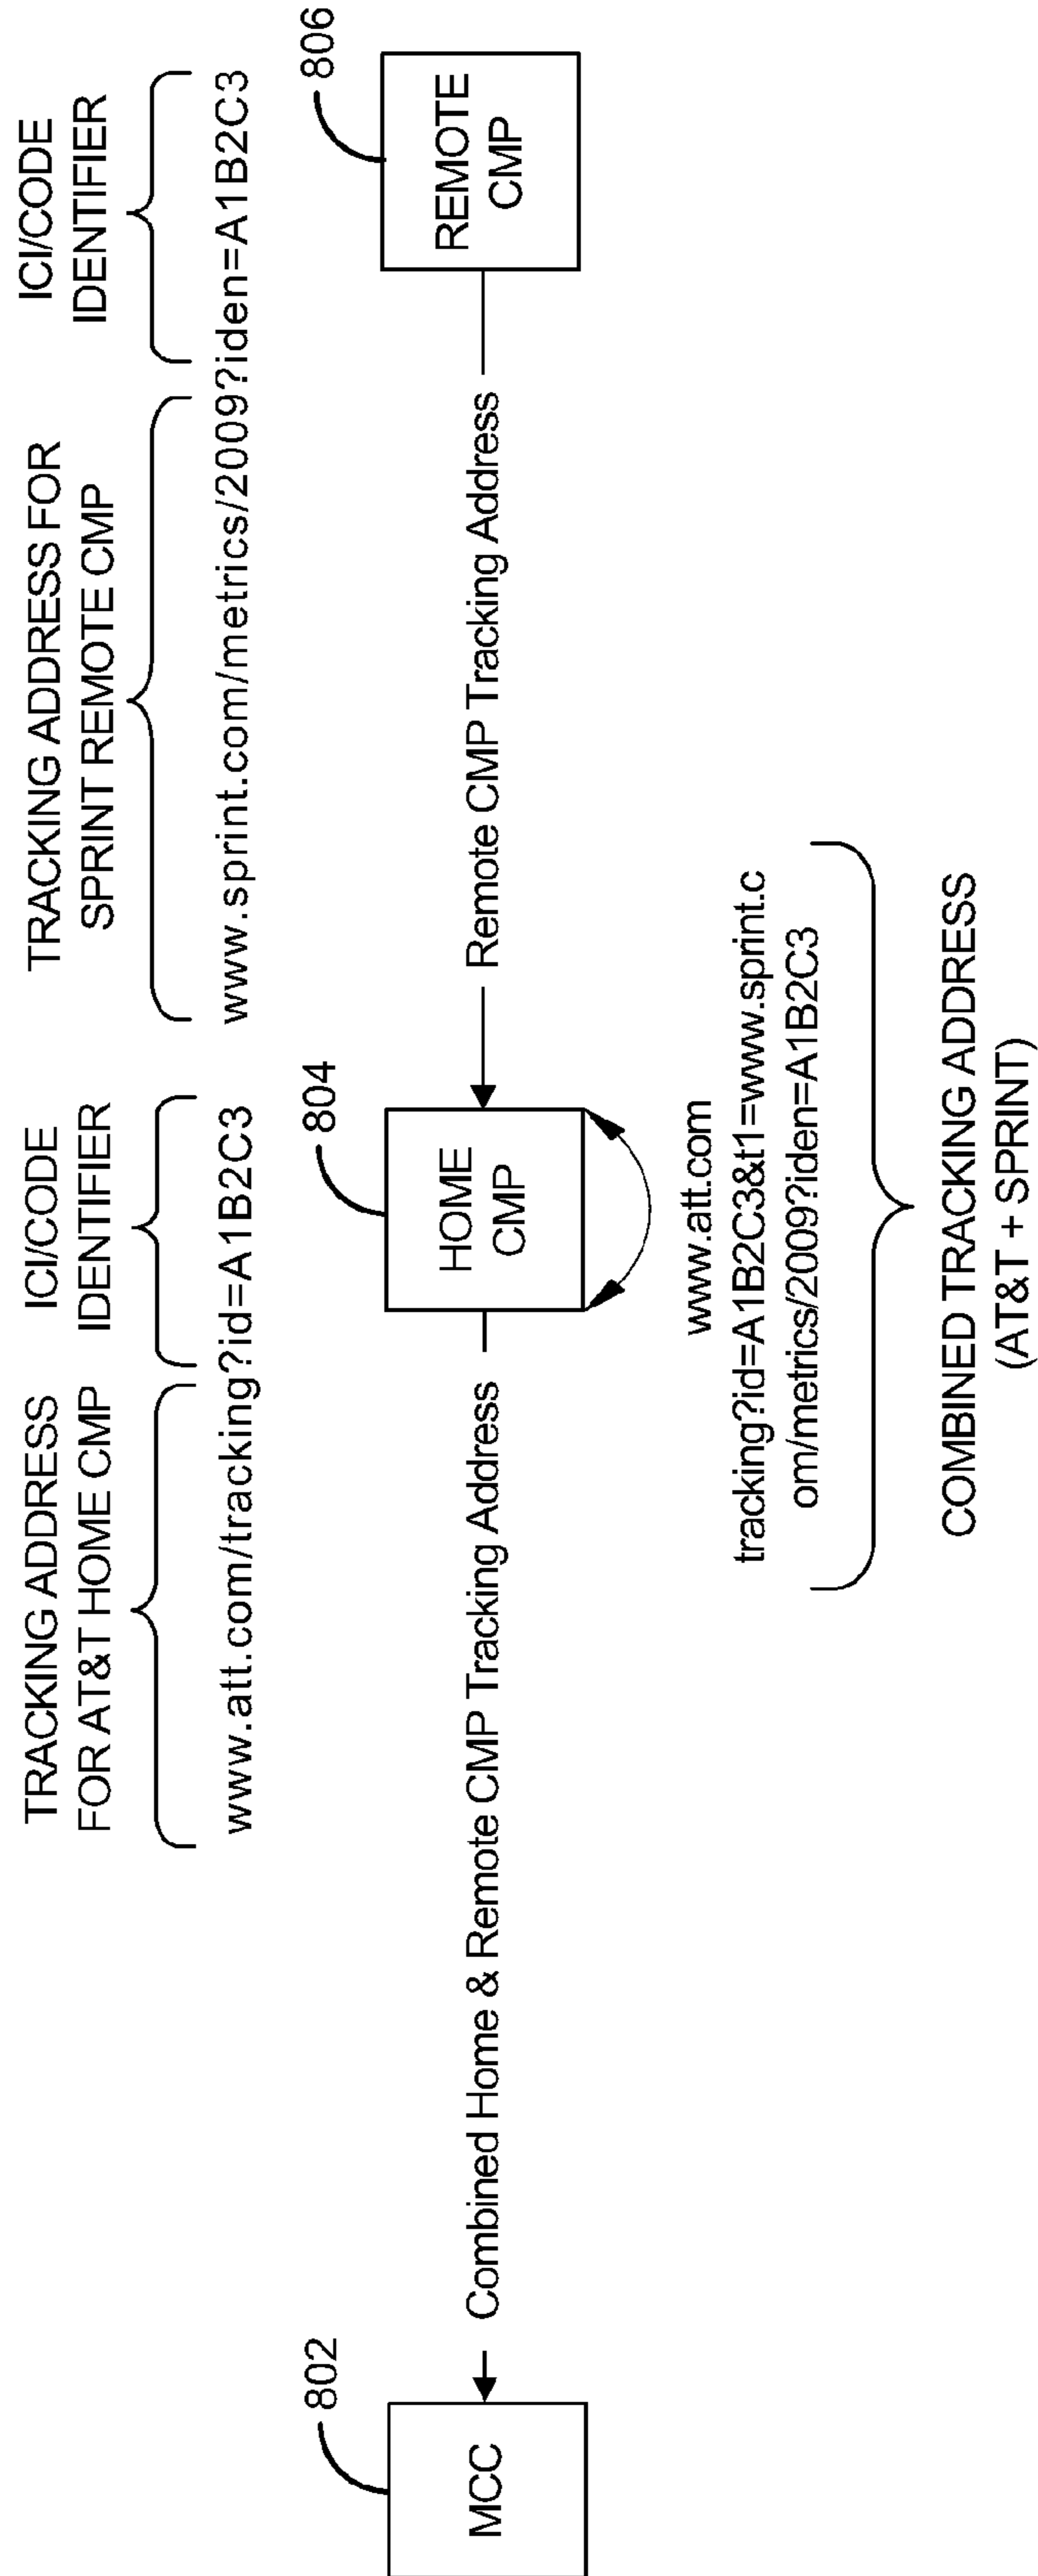 TRACKING ADDRESS
FOR AT&T HOME CMP
ICI/CODE
IDENTIFIER
TRACKING ADDRESS FOR
SPRINT REMOTE CMP
ICI/CODE
IDENTIFIER
www.att.com/tracking?id=A1B2C3
www.sprint.com/metrics/2009?iden=A1B2C3
802
804
806
MCC
Combined Home & Remote CMP Tracking Address
HOME
CMP
Remote CMP Tracking Address
REMOTE
CMP
www.att.com
tracking?id=A1B2C3&t1=www.sprint.c
om/metrics/2009?iden=A1B2C3
COMBINED TRACKING ADDRESS
(AT&T + SPRINT)